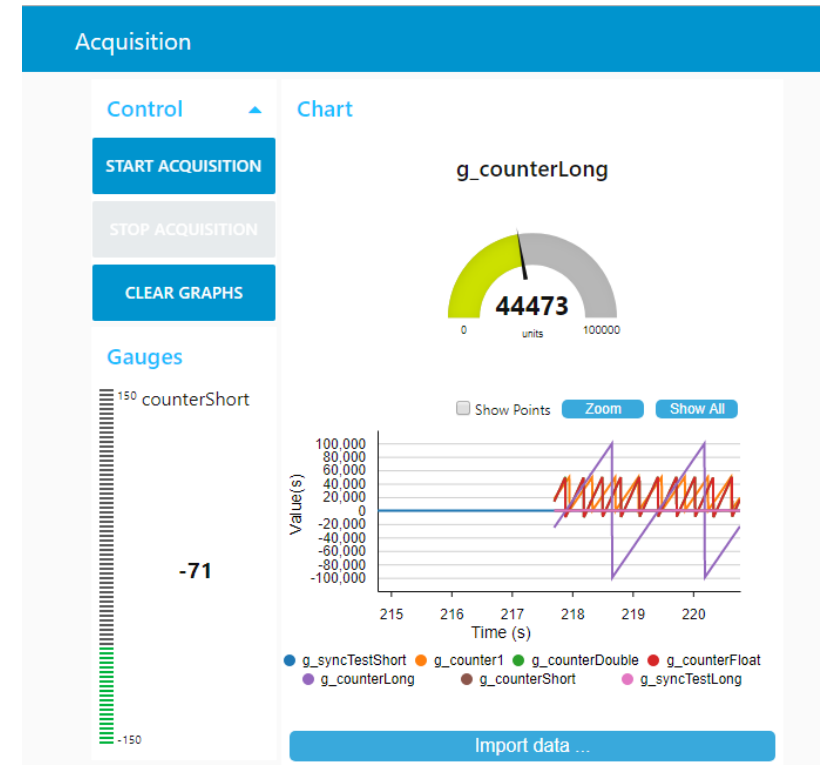 Acquisition
Control
Chart
START ACQUISITION
STOP ACQUISITION
CLEAR GRAPHS
g_counterLong
44473
0 units 100000
Gauges
150 counterShort
-71
-150
Show Points Zoom Show All
100,000
80,000
60,000
40,000
20,000
0
-20,000
-40,000
-60,000
-80,000
-100,000
Value(s)
215 216 217 218 219 220
Time (s)
g_syncTestShort g_counter1 g_counterDouble g_counterFloat
g_counterLong g_counterShort g_syncTestLong
Import data ...